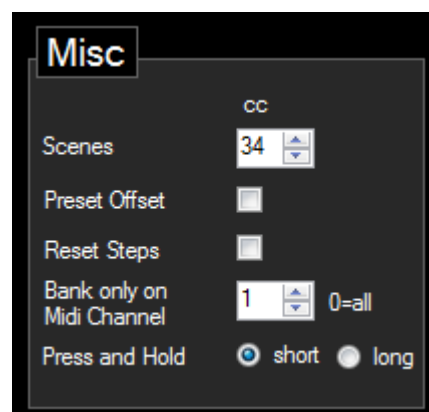 Misc
cc
Scenes 34
Preset Offset
Reset Steps
Bank only on
Midi Channel 1 0=all
Press and Hold short long